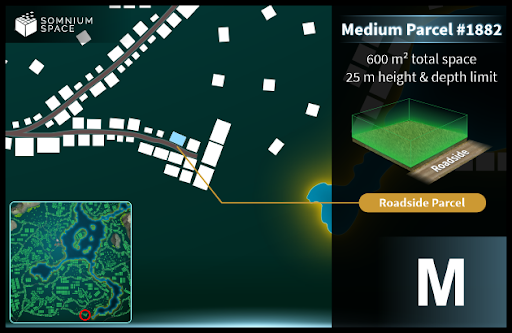 SOMNIUM
SPACE
Medium Parcel #1882
600 m² total space
25 m height & depth limit
Roadside
Roadside Parcel
M